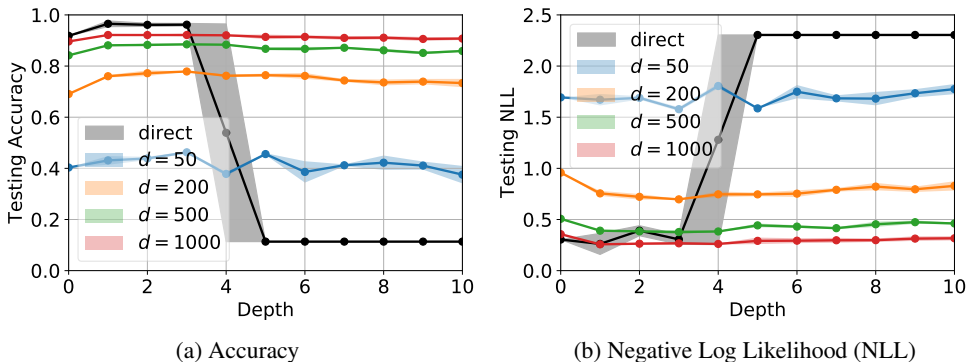 1.0
0.8
0.6
0.4
0.2
0.0
Testing Accuracy
direct
d = 50
d = 200
d = 500
d = 1000
0 2 4 6 8 10
Depth
(a) Accuracy
2.5
2.0
1.5
1.0
0.5
0.0
Testing NLL
direct
d = 50
d = 200
d = 500
d = 1000
0 2 4 6 8 10
Depth
(b) Negative Log Likelihood (NLL)